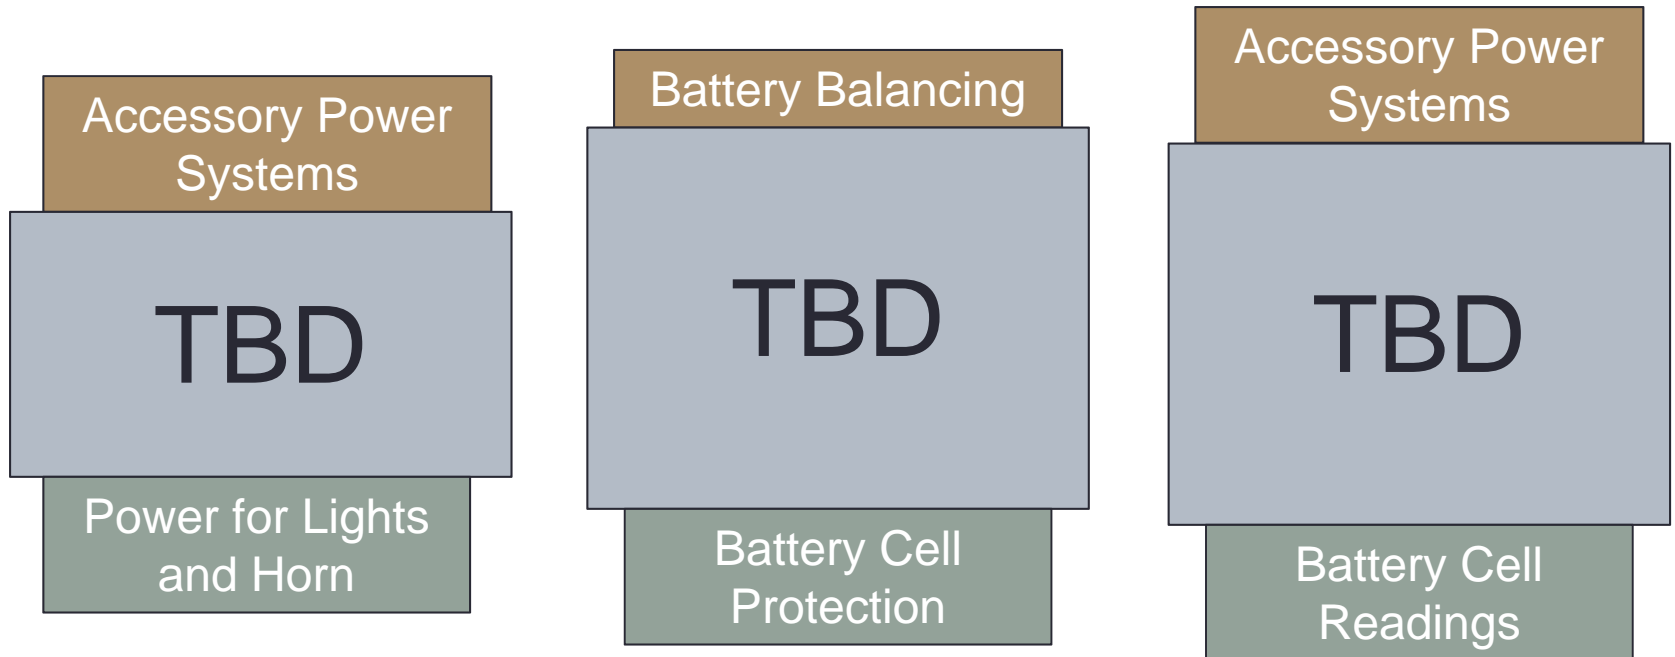 Accessory Power
Systems
TBD
Power for Lights
and Horn
Battery Balancing
TBD
Battery Cell
Protection
Accessory Power
Systems
TBD
Battery Cell
Readings